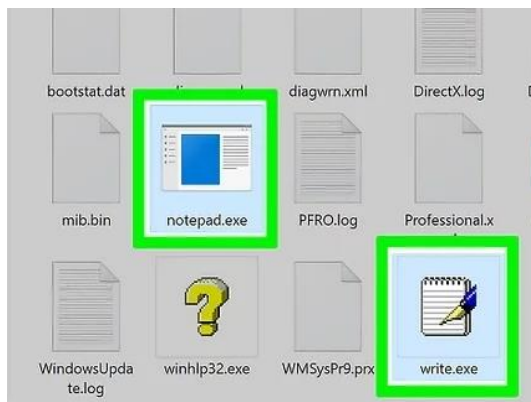 bootstat.dat
diagwrn.xml
DirectX.log
mib.bin
notepad.exe
PFRO.log
Professional.x
WindowsUpda
te.log
winhlp32.exe
WMSysPr9.prx
write.exe